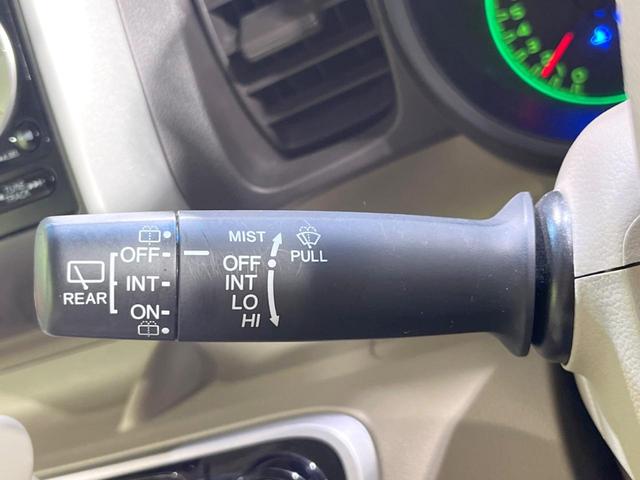 OFF
INT
ON
REAR
MIST
OFF
INT
LO
HI
PULL